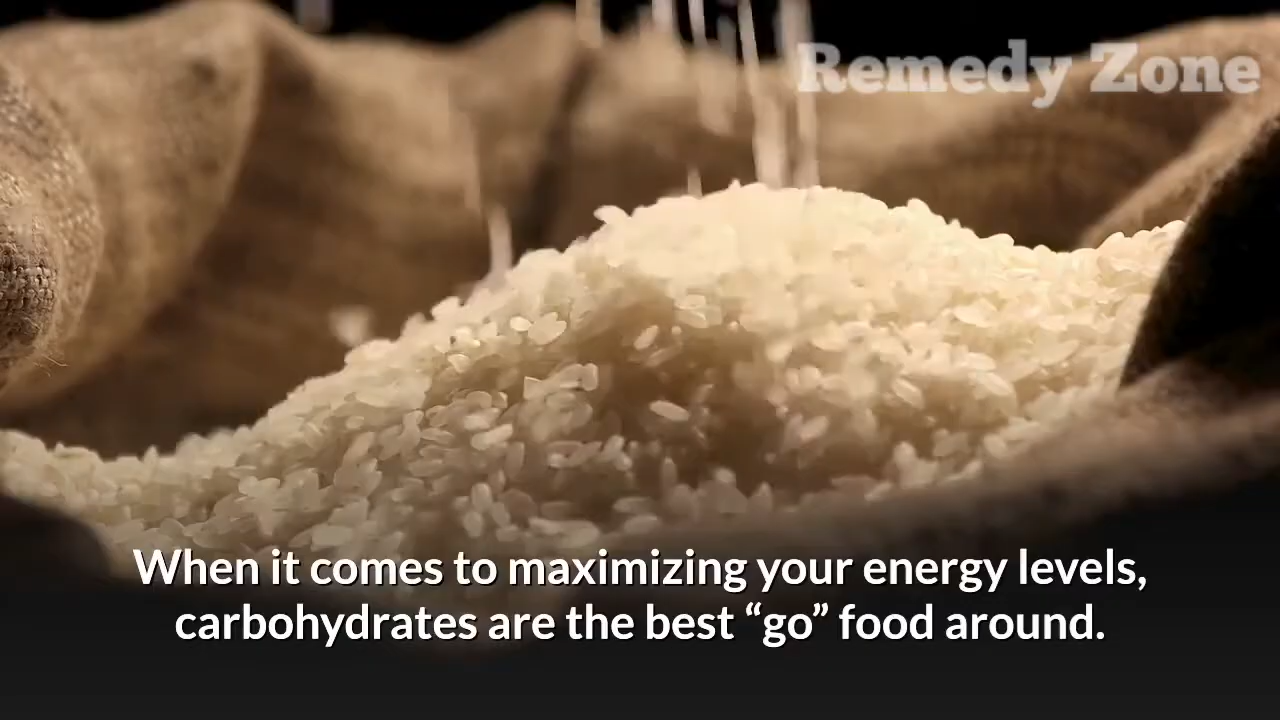 Remedy Zone
When it comes to maximizing your energy levels,
carbohydrates are the best “go” food around.